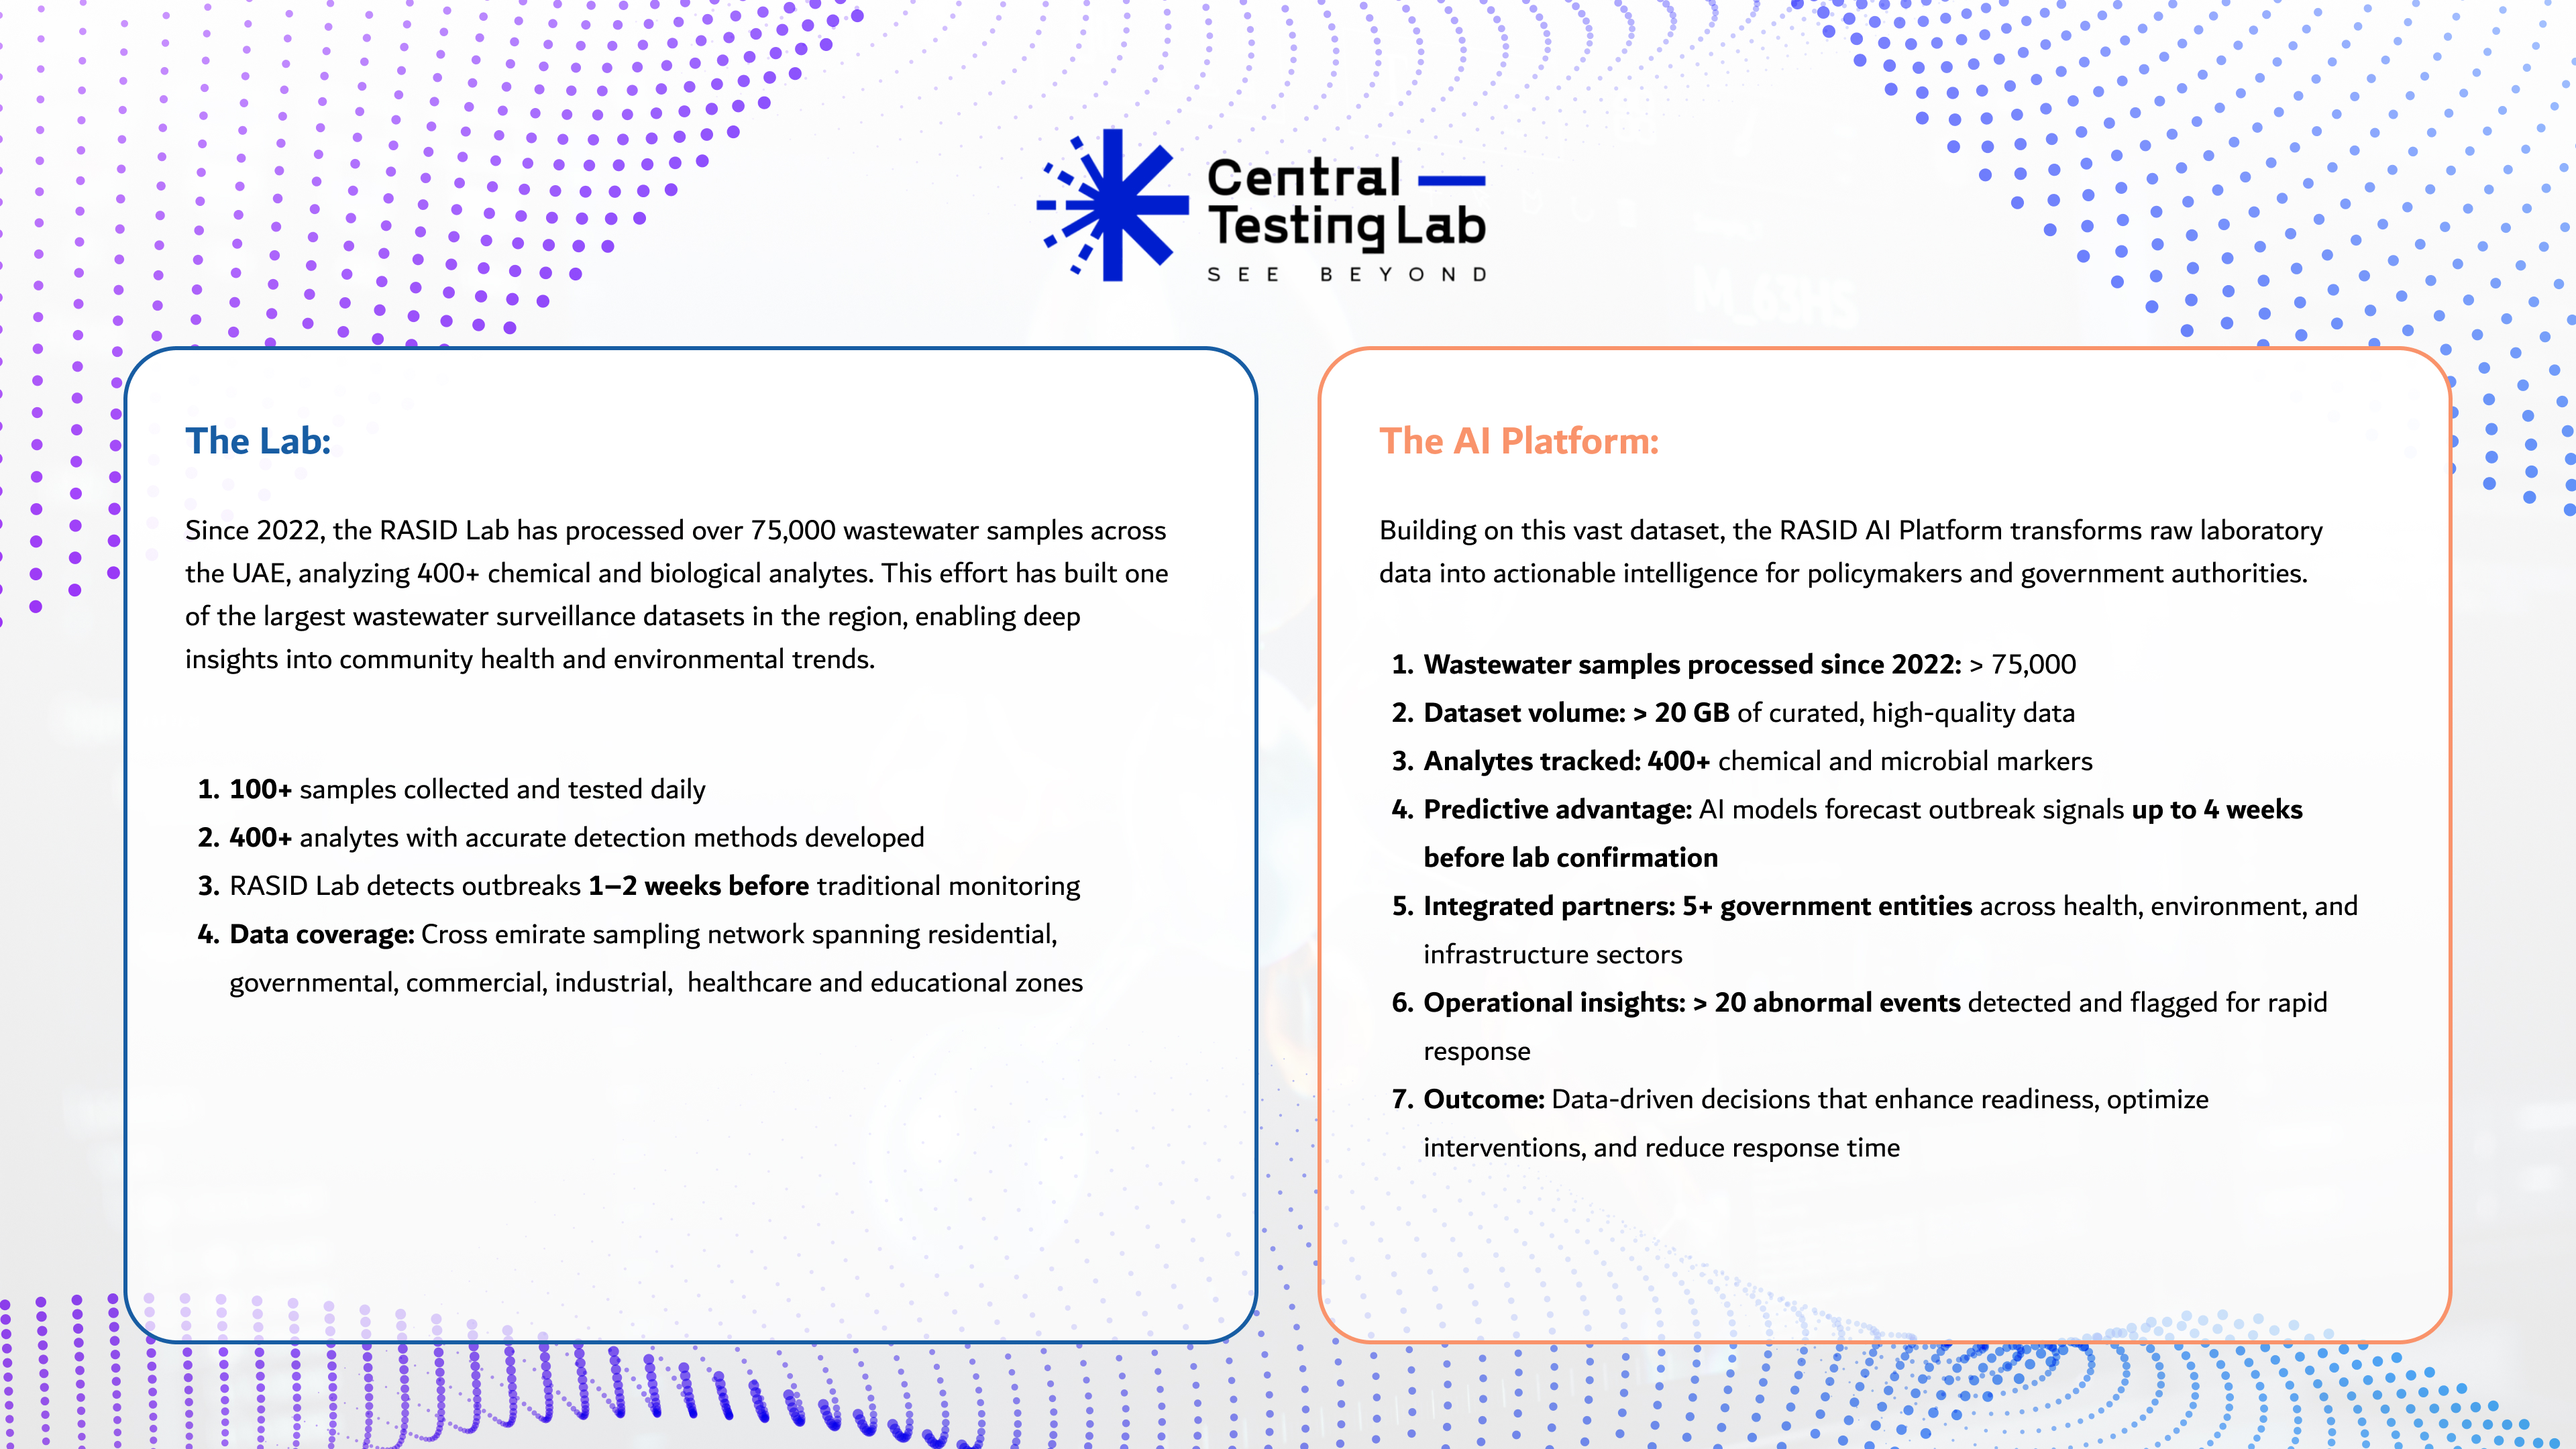 Central
Testing Lab
SEE BEYOND
M_63HS
The Lab:
Since 2022, the RASID Lab has processed over 75,000 wastewater samples across
the UAE, analyzing 400+ chemical and biological analytes. This effort has built one
of the largest wastewater surveillance datasets in the region, enabling deep
insights into community health and environmental trends.
1. 100+ samples collected and tested daily
2. 400+ analytes with accurate detection methods developed
3. RASID Lab detects outbreaks 1–2 weeks before traditional monitoring
4. Data coverage: Cross emirate sampling network spanning residential,
governmental, commercial, industrial,  healthcare and educational zones
The AI Platform:
Building on this vast dataset, the RASID AI Platform transforms raw laboratory
data into actionable intelligence for policymakers and government authorities.
1. Wastewater samples processed since 2022: > 75,000
2. Dataset volume: > 20 GB of curated, high-quality data
3. Analytes tracked: 400+ chemical and microbial markers
4. Predictive advantage: AI models forecast outbreak signals up to 4 weeks
before lab confirmation
5. Integrated partners: 5+ government entities across health, environment, and
infrastructure sectors
6. Operational insights: > 20 abnormal events detected and flagged for rapid
response
7. Outcome: Data-driven decisions that enhance readiness, optimize
interventions, and reduce response time